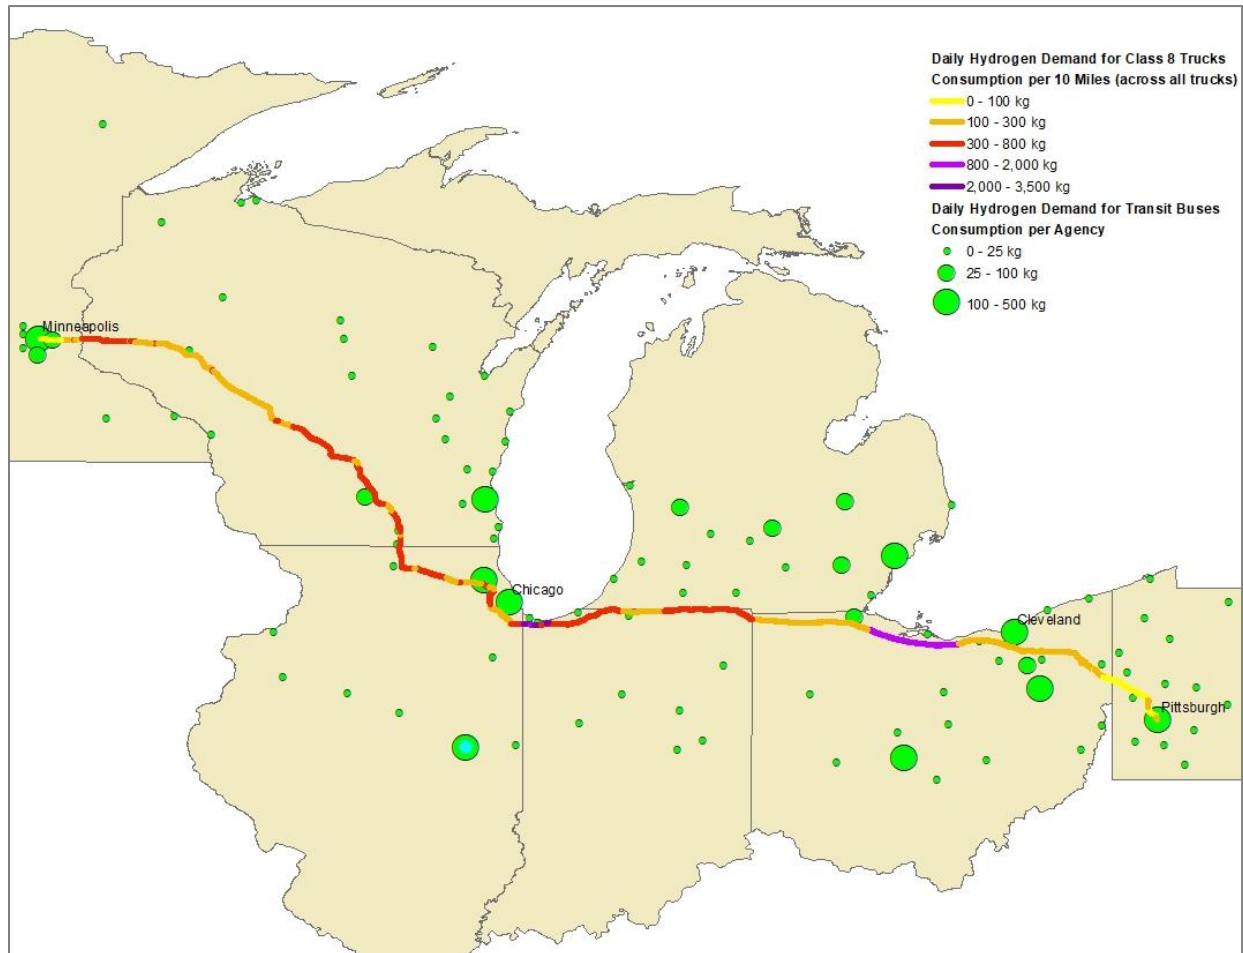 Daily Hydrogen Demand for Class 8 Trucks
Consumption per 10 Miles (across all trucks)
0 - 100 kg
100 - 300 kg
300 - 800 kg
800 - 2,000 kg
2,000 - 3,500 kg
Daily Hydrogen Demand for Transit Buses
Consumption per Agency
0 - 25 kg
25 - 100 kg
100 - 500 kg
Minneapolis
Chicago
Cleveland
Pittsburgh